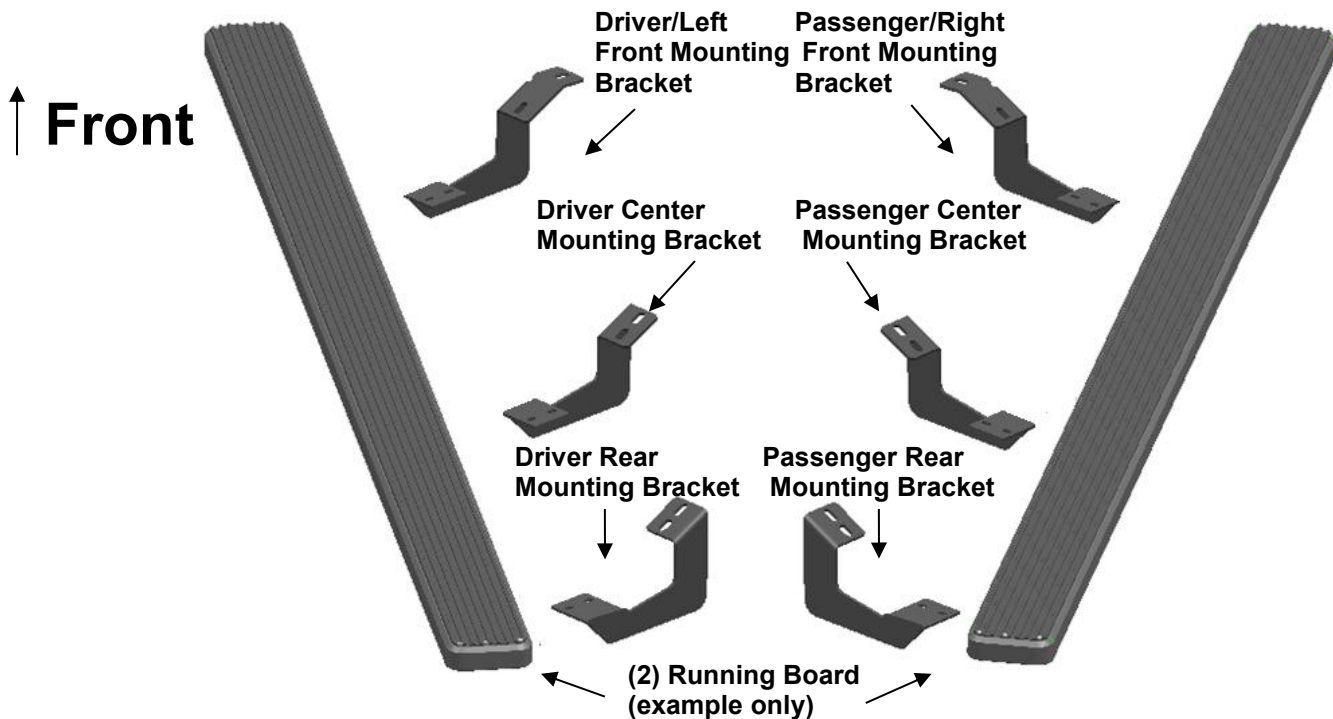 Driver/Left
Front Mounting
Bracket
Passenger/Right
Front Mounting
Bracket
Front
Driver Center
Mounting Bracket
Passenger Center
Mounting Bracket
Driver Rear
Mounting Bracket
Passenger Rear
Mounting Bracket
(2) Running Board
(example only)